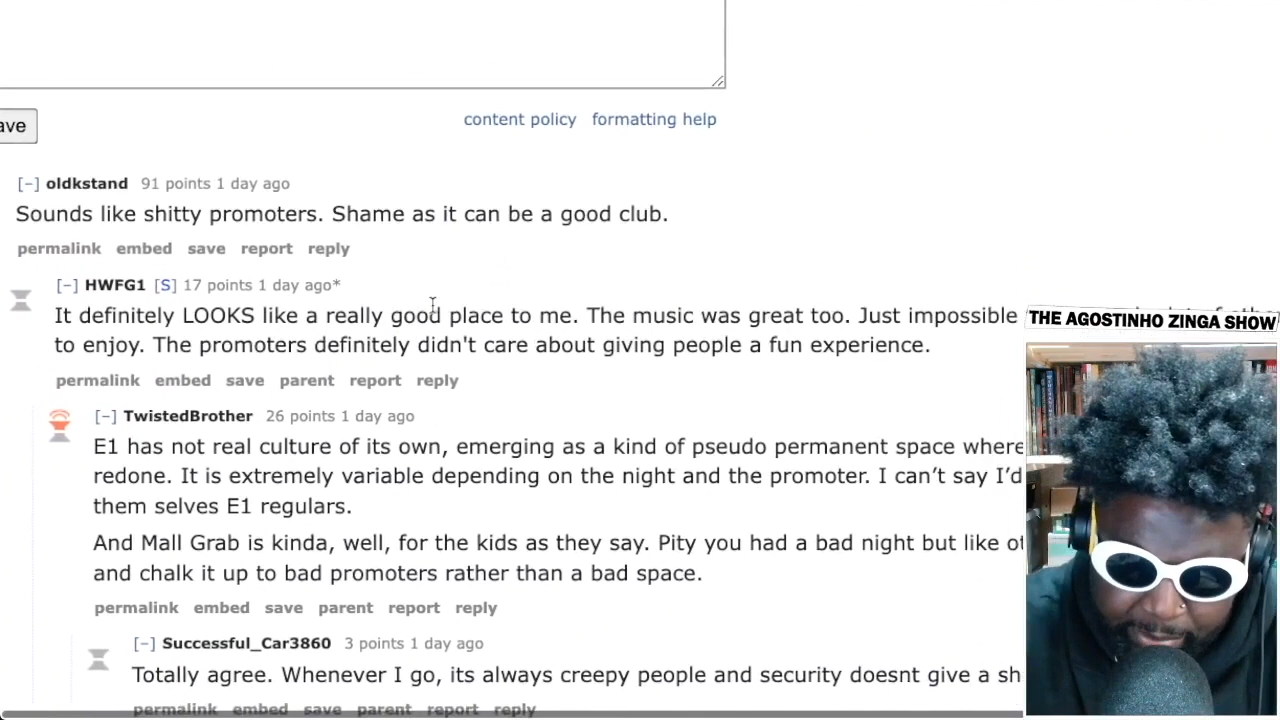 ave
content policy formatting help
[–] oldkstand 91 points 1 day ago
Sounds like shitty promoters. Shame as it can be a good club.
permalink embed save report reply
[–] HWFG1 [S] 17 points 1 day ago*
It definitely LOOKS like a really good place to me. The music was great too. Just impossible
to enjoy. The promoters definitely didn't care about giving people a fun experience.
permalink embed save parent report reply
[–] TwistedBrother 26 points 1 day ago
E1 has not real culture of its own, emerging as a kind of pseudo permanent space where
redone. It is extremely variable depending on the night and the promoter. I can’t say I’d
them selves E1 regulars.
And Mall Grab is kinda, well, for the kids as they say. Pity you had a bad night but like
and chalk it up to bad promoters rather than a bad space.
permalink embed save parent report reply
[–] Successful_Car3860 3 points 1 day ago
Totally agree. Whenever I go, its always creepy people and security doesnt give a sh
permalink embed save parent report reply
THE AGOSTINHO ZINGA SHOW